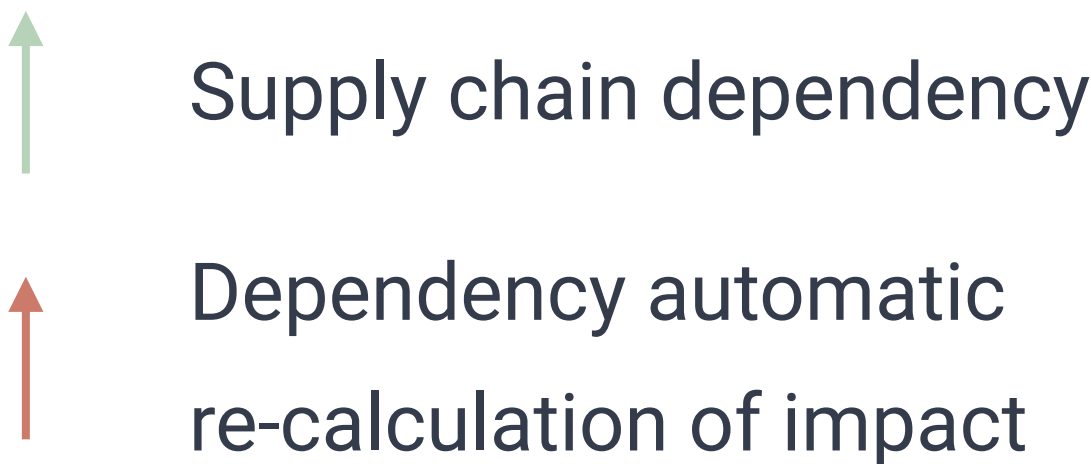 Supply chain dependency
Dependency automatic
re-calculation of impact